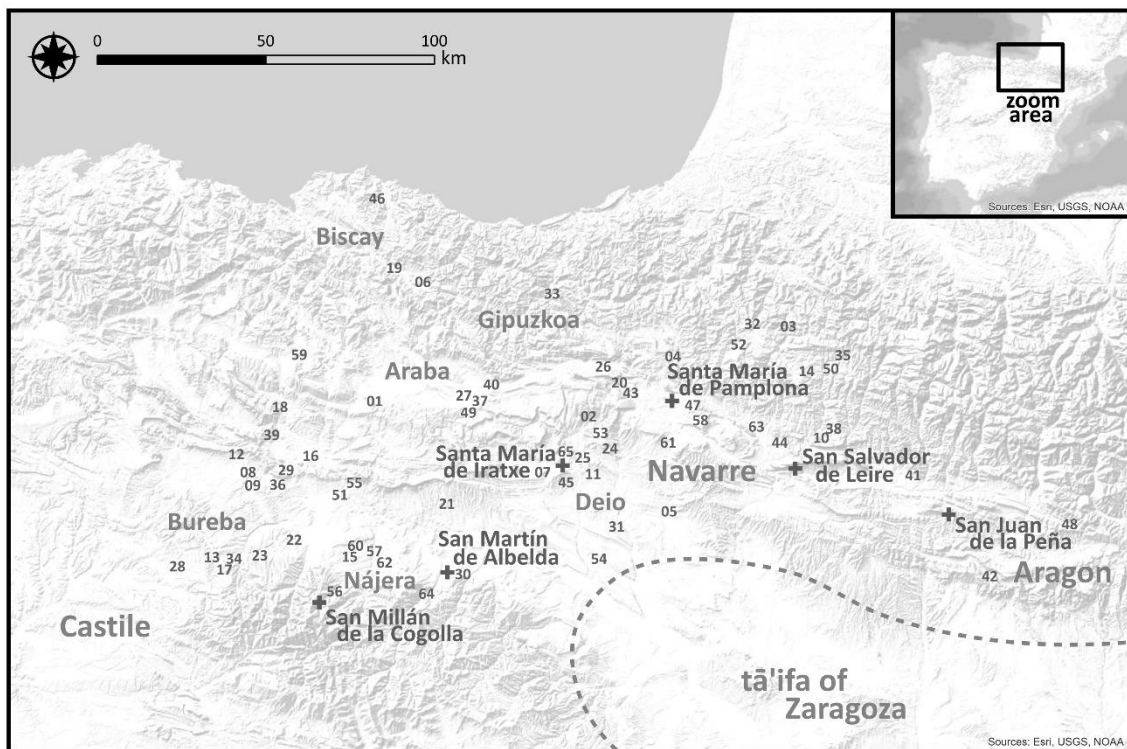 0
50
100
km
zoom
area
Sources: Esri, USGS, NOAA
46
Biscay
19
06
33
Gipuzkoa
32
03
52
59
04
35
26
Santa María
14
50
Araba
40
20
de Pamplona
27
37
43
01
49
47
18
02
58
39
53
63
38
61
44
10
12
16
Santa María
65
24
San Salvador
25
08
29
de Iratxe
07
11
Navarre
de Leire
41
09
36
55
45
51
21
Deio
05
Bureba
31
San Juan
48
de la Peña
22
San Martín
60
57
de Albelda
13
34
23
15
62
54
28
17
30
Nájera
42
Aragon
56
64
San Millán
de la Cogolla
Castile
tā'ifa of
Zaragoza
Sources: Esri, USGS, NOAA